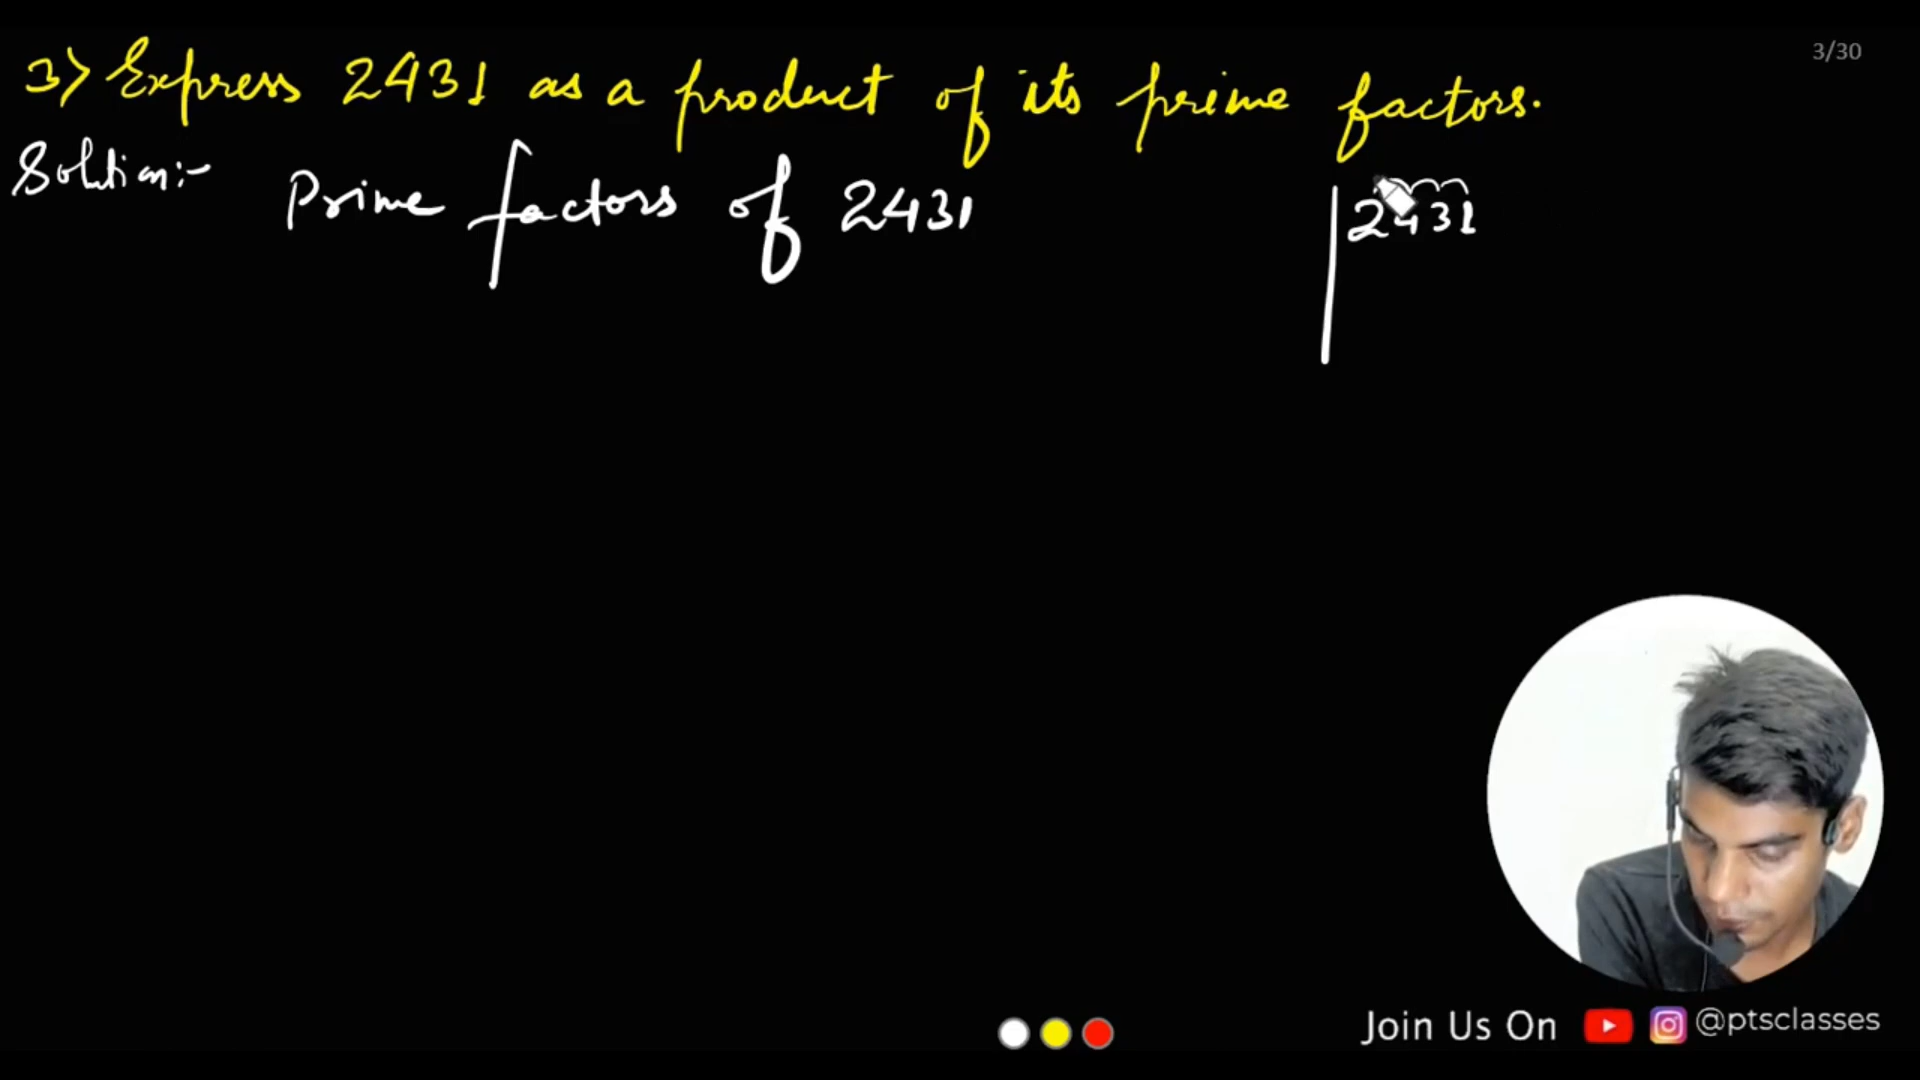 3/30
3) Express 2431 as a product of its prime factors.
Solution:-
Prime factors of 2431
2431
Join Us On @ptsclasses